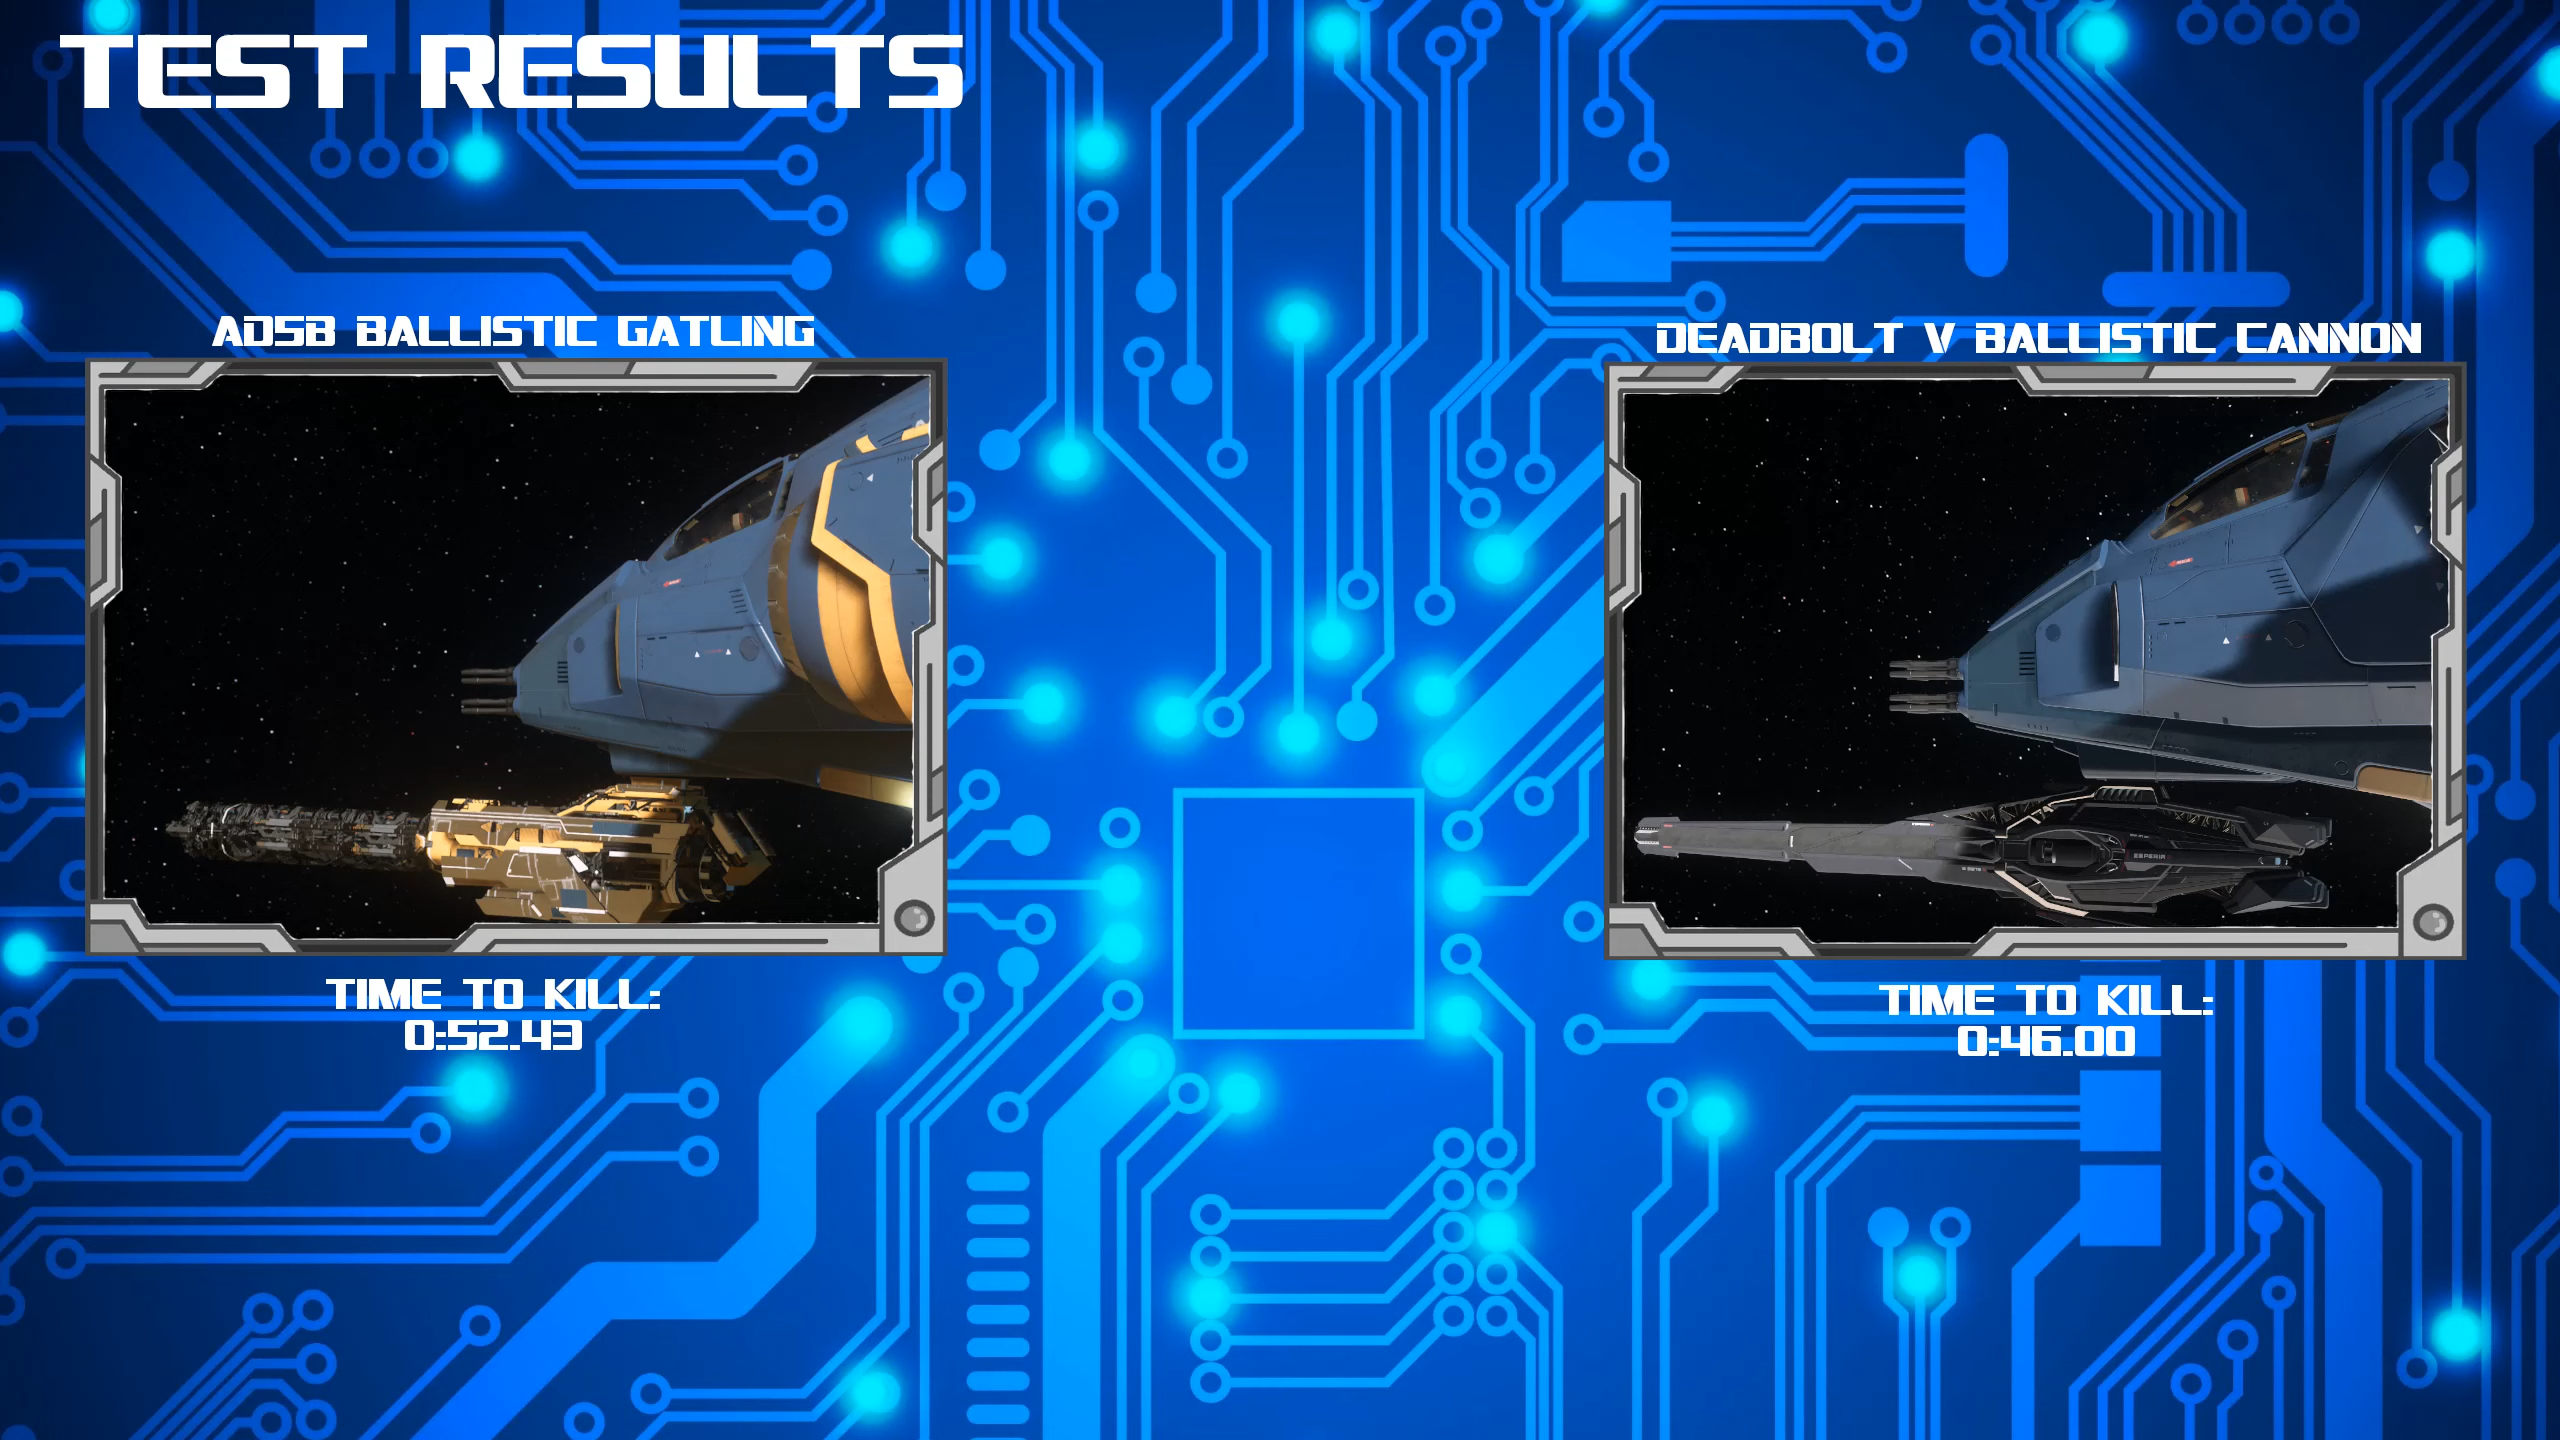 TEST RESULTS
AD5B BALLISTIC GATLING
TIME TO KILL:
0:52.43
DEADBOLT V BALLISTIC CANNON
ESPERIA
TIME TO KILL:
0:46.00